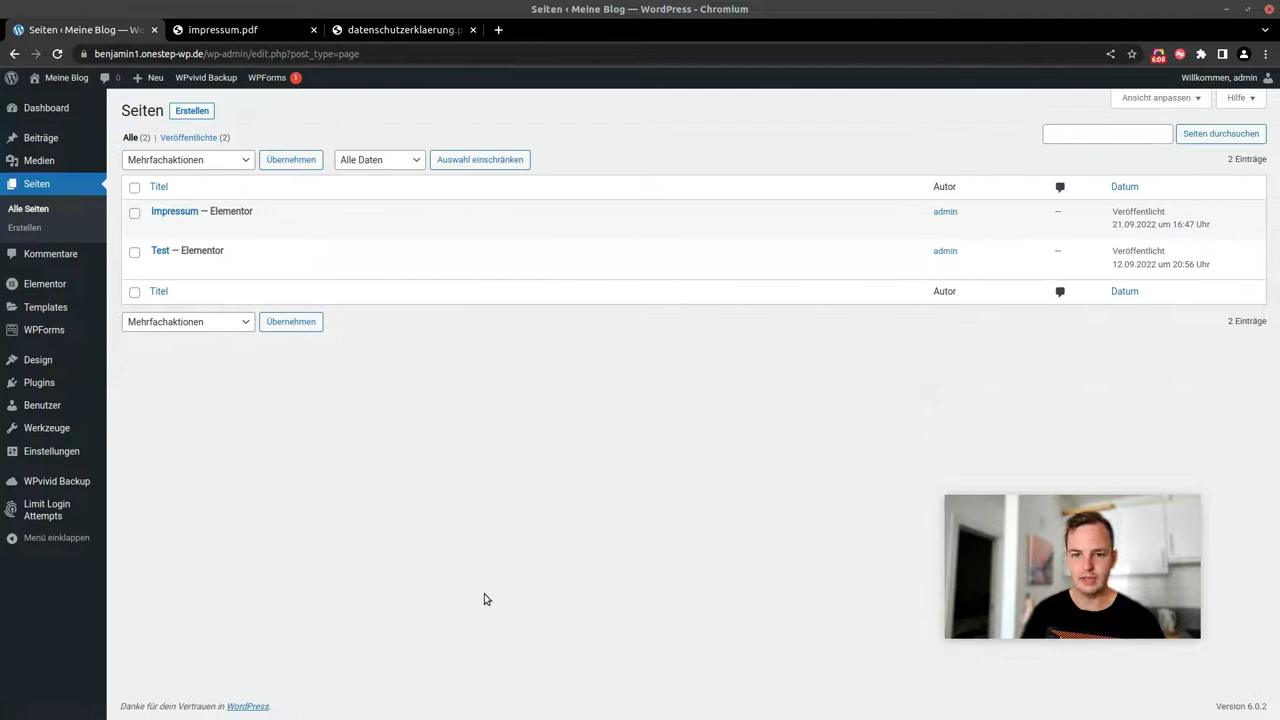 Seiten ‹ Meine Blog — WordPress - Chromium
Seiten ‹ Meine Blog — Wo
impressum.pdf
datenschutzerklaerung.p
benjamin1.onestep-wp.de/wp-admin/edit.php?post_type=page
6:08
Meine Blog 0 Neu WPvivid Backup WPForms 1 Willkommen, admin
Dashboard
Beiträge
Medien
Seiten
Alle Seiten
Erstellen
Kommentare
Elementor
Templates
WPForms
Design
Plugins
Benutzer
Werkzeuge
Einstellungen
WPvivid Backup
Limit Login
Attempts
Menü einklappen
Ansicht anpassen Hilfe
Seiten Erstellen
Alle (2) | Veröffentlichte (2)
Seiten durchsuchen
Mehrfachaktionen Übernehmen Alle Daten Auswahl einschränken 2 Einträge
Titel Autor Datum
Impressum — Elementor admin — Veröffentlicht
21.09.2022 um 16:47 Uhr
Test — Elementor admin — Veröffentlicht
12.09.2022 um 20:56 Uhr
Titel Autor Datum
Mehrfachaktionen Übernehmen 2 Einträge
Danke für dein Vertrauen in WordPress. Version 6.0.2